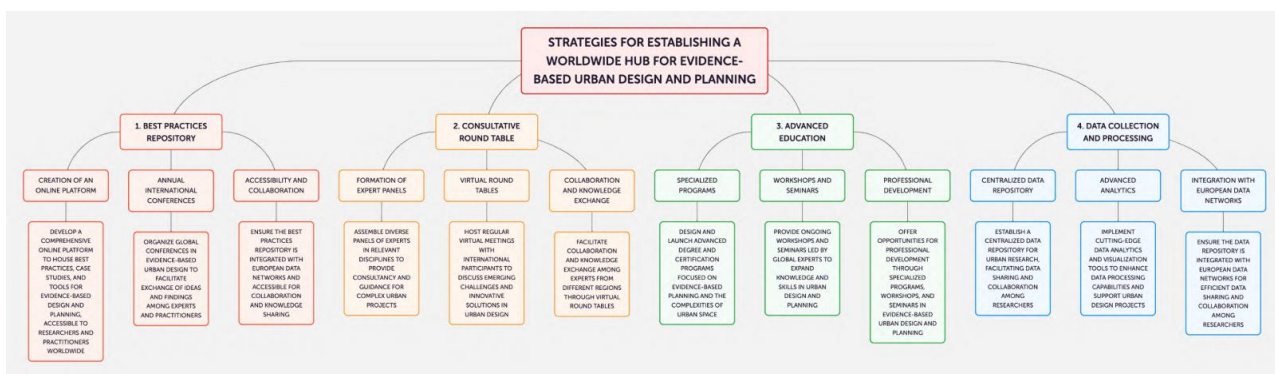 STRATEGIES FOR ESTABLISHING A
WORLDWIDE HUB FOR EVIDENCE-
BASED URBAN DESIGN AND PLANNING
1. BEST PRACTICES
REPOSITORY
CREATION OF AN
ONLINE PLATFORM
DEVELOP A
COMPREHENSIVE
ONLINE PLATFORM
TO HOUSE BEST
PRACTICES, CASE
STUDIES, AND
TOOLS FOR
EVIDENCE-BASED
DESIGN AND
PLANNING,
ACCESSIBLE TO
RESEARCHERS AND
PRACTITIONERS
WORLDWIDE
ANNUAL
INTERNATIONAL
CONFERENCES
ORGANIZE GLOBAL
CONFERENCES IN
EVIDENCE-BASED
URBAN DESIGN TO
FACILITATE
EXCHANGE OF IDEAS
AND FINDINGS
AMONG EXPERTS
AND PRACTITIONERS
ACCESSIBILITY AND
COLLABORATION
ENSURE THE BEST
PRACTICES
REPOSITORY IS
INTEGRATED WITH
EUROPEAN DATA
NETWORKS AND
ACCESSIBLE FOR
COLLABORATION
AND KNOWLEDGE
SHARING
2. CONSULTATIVE
ROUND TABLE
FORMATION OF
EXPERT PANELS
ASSEMBLE DIVERSE
PANELS OF EXPERTS
IN RELEVANT
DISCIPLINES TO
PROVIDE
CONSULTANCY AND
GUIDANCE FOR
COMPLEX URBAN
PROJECTS
VIRTUAL ROUND
TABLES
HOST REGULAR
VIRTUAL MEETINGS
WITH
INTERNATIONAL
PARTICIPANTS TO
DISCUSS EMERGING
CHALLENGES AND
INNOVATIVE
SOLUTIONS IN
URBAN DESIGN
COLLABORATION
AND KNOWLEDGE
EXCHANGE
FACILITATE
COLLABORATION
AND KNOWLEDGE
EXCHANGE AMONG
EXPERTS FROM
DIFFERENT REGIONS
THROUGH VIRTUAL
ROUND TABLES
3. ADVANCED
EDUCATION
SPECIALIZED
PROGRAMS
DESIGN AND
LAUNCH ADVANCED
DEGREE AND
CERTIFICATION
PROGRAMS
FOCUSED ON
EVIDENCE-BASED
PLANNING AND THE
COMPLEXITIES OF
URBAN SPACE
WORKSHOPS AND
SEMINARS
PROVIDE ONGOING
WORKSHOPS AND
SEMINARS LED BY
GLOBAL EXPERTS TO
EXPAND
KNOWLEDGE AND
SKILLS IN URBAN
DESIGN AND
PLANNING
PROFESSIONAL
DEVELOPMENT
OFFER
OPPORTUNITIES FOR
PROFESSIONAL
DEVELOPMENT
THROUGH
SPECIALIZED
PROGRAMS,
WORKSHOPS, AND
SEMINARS IN
EVIDENCE-BASED
URBAN DESIGN AND
PLANNING
4. DATA COLLECTION
AND PROCESSING
CENTRALIZED DATA
REPOSITORY
ESTABLISH A
CENTRALIZED DATA
REPOSITORY FOR
URBAN RESEARCH,
FACILITATING DATA
SHARING AND
COLLABORATION
AMONG
RESEARCHERS
ADVANCED
ANALYTICS
IMPLEMENT
CUTTING-EDGE
DATA ANALYTICS
AND VISUALIZATION
TOOLS TO ENHANCE
DATA PROCESSING
CAPABILITIES AND
SUPPORT URBAN
DESIGN PROJECTS
INTEGRATION WITH
EUROPEAN DATA
NETWORKS
ENSURE THE DATA
REPOSITORY IS
INTEGRATED WITH
EUROPEAN DATA
NETWORKS FOR
EFFICIENT DATA
SHARING AND
COLLABORATION
AMONG
RESEARCHERS